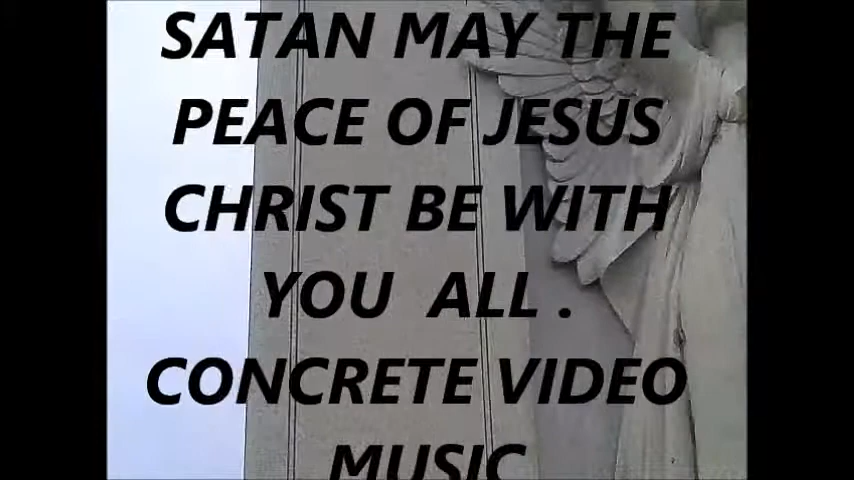 SATAN MAY THE
PEACE OF JESUS
CHRIST BE WITH
YOU ALL .
CONCRETE VIDEO
MUSIC